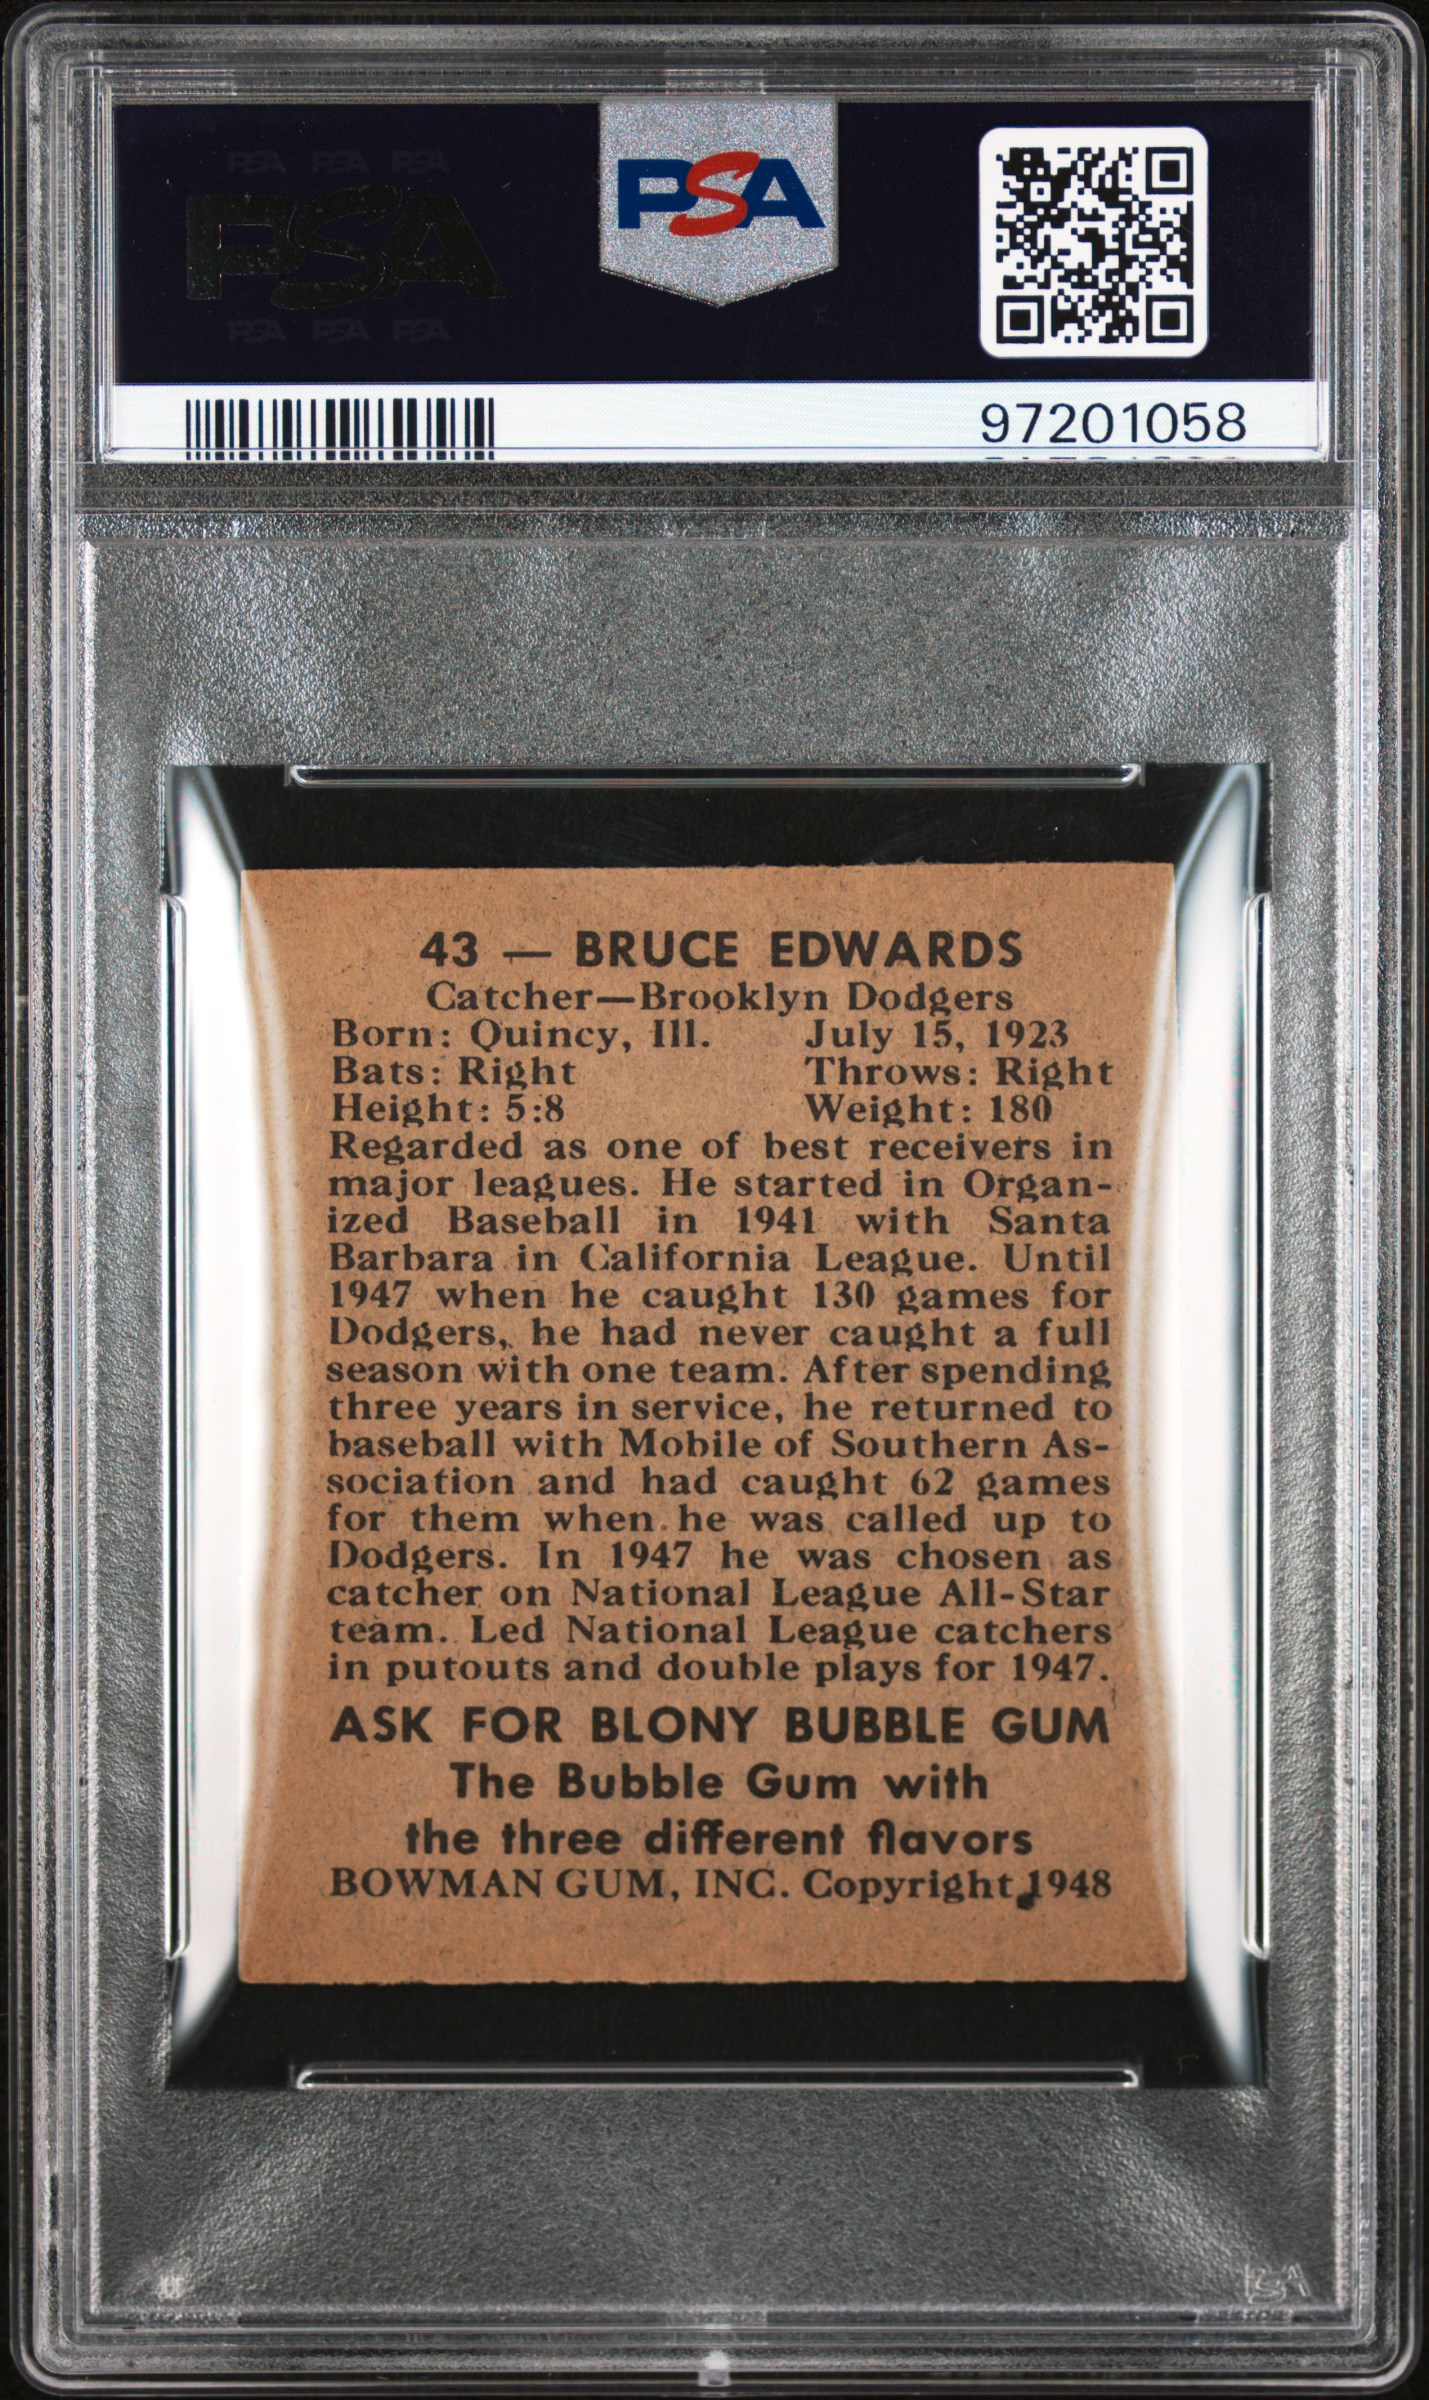 PSA PSA PSA
PSA
PSA PSA PSA
PSA
97201058
43 — BRUCE EDWARDS
Catcher—Brooklyn Dodgers
Born: Quincy, Ill. July 15, 1923
Bats: Right Throws: Right
Height: 5:8 Weight: 180
Regarded as one of best receivers in
major leagues. He started in Organ-
ized Baseball in 1941 with Santa
Barbara in California League. Until
1947 when he caught 130 games for
Dodgers, he had never caught a full
season with one team. After spending
three years in service, he returned to
baseball with Mobile of Southern As-
sociation and had caught 62 games
for them when he was called up to
Dodgers. In 1947 he was chosen as
catcher on National League All-Star
team. Led National League catchers
in putouts and double plays for 1947.
ASK FOR BLONY BUBBLE GUM
The Bubble Gum with
the three different flavors
BOWMAN GUM, INC. Copyright 1948
PSA